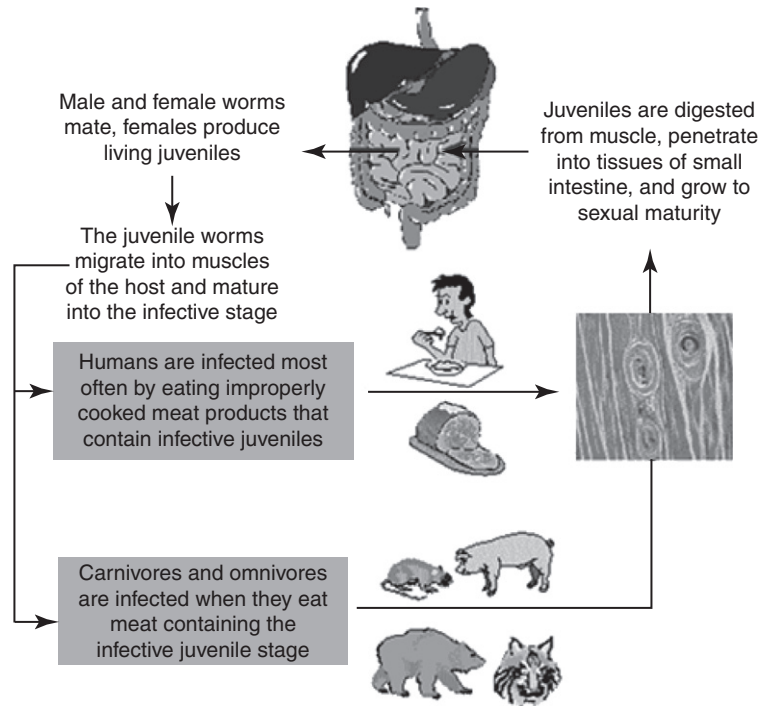 Male and female worms
mate, females produce
living juveniles
Juveniles are digested
from muscle, penetrate
into tissues of small
intestine, and grow to
sexual maturity
The juvenile worms
migrate into muscles
of the host and mature
into the infective stage
Humans are infected most
often by eating improperly
cooked meat products that
contain infective juveniles
Carnivores and omnivores
are infected when they eat
meat containing the
infective juvenile stage